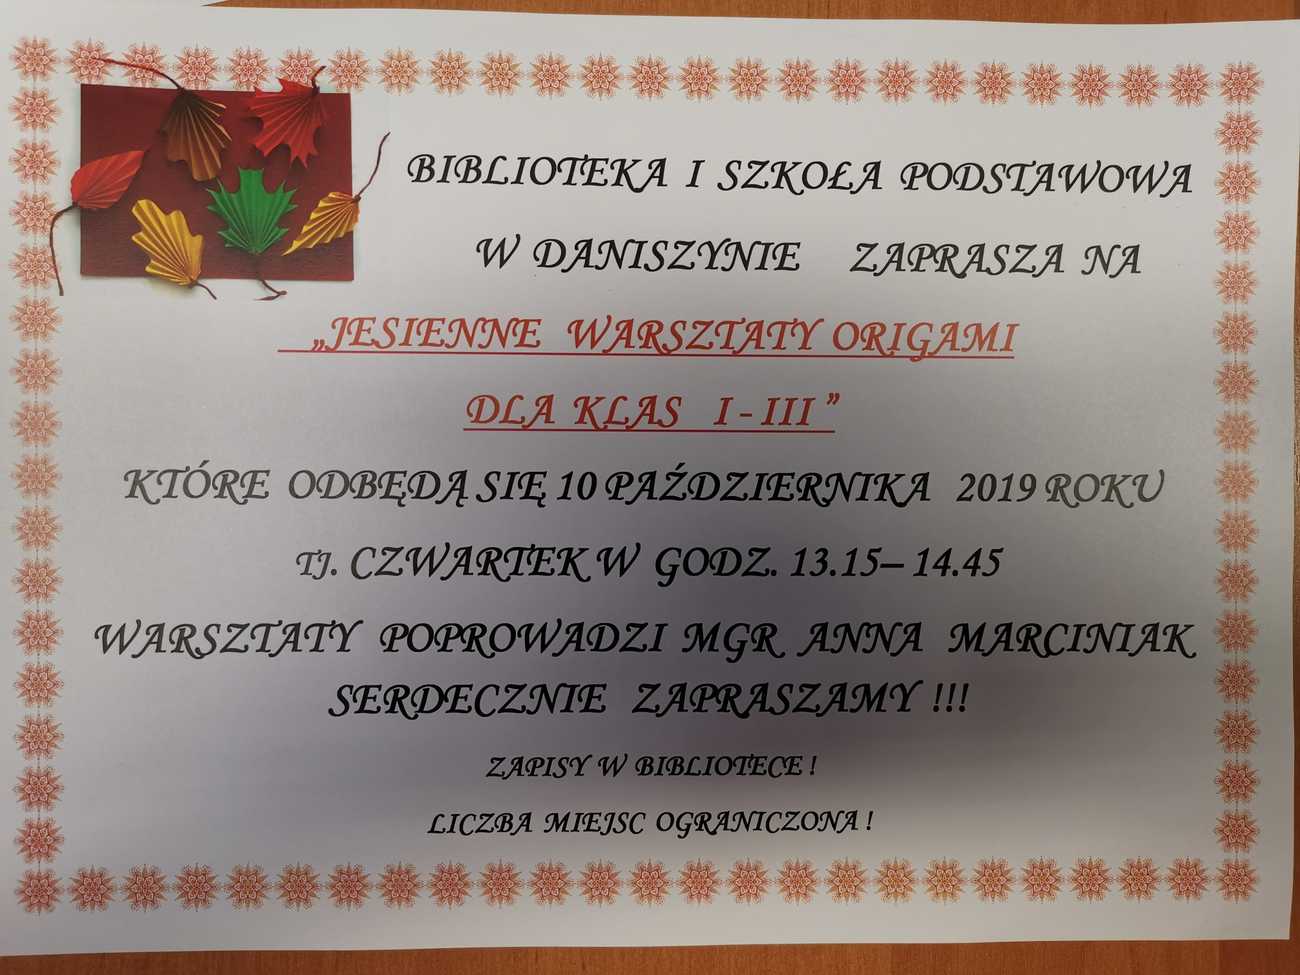 BIBLIOTEKA I SZKOŁA PODSTAWOWA
W DANISZYNIE ZAPRASZA NA
„JESIENNE WARSZTATY ORIGAMI
DLA KLAS I - III ”
KTÓRE ODBĘDĄ SIĘ 10 PAŹDZIERNIKA 2019 ROKU
TJ. CZWARTEK W GODZ. 13.15– 14.45
WARSZTATY POPROWADZI MGR ANNA MARCINIAK
SERDECZNIE ZAPRASZAMY !!!
ZAPISY W BIBLIOTECE !
LICZBA MIEJSC OGRANICZONA !